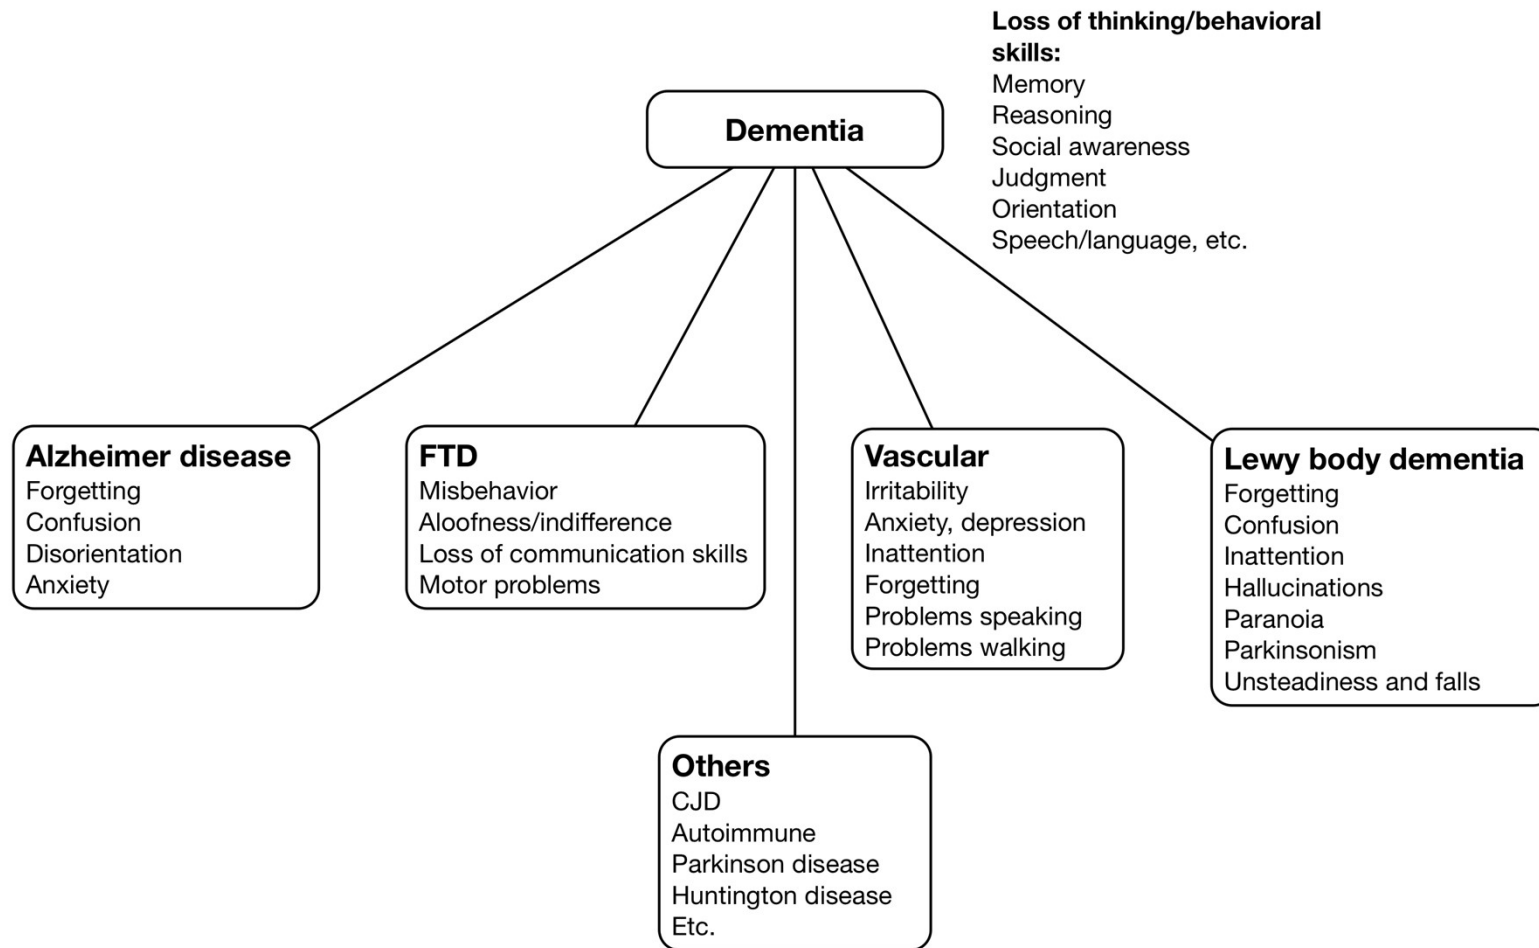 Loss of thinking/behavioral
skills:
Memory
Reasoning
Social awareness
Judgment
Orientation
Speech/language, etc.
Dementia
Alzheimer disease
Forgetting
Confusion
Disorientation
Anxiety
FTD
Misbehavior
Aloofness/indifference
Loss of communication skills
Motor problems
Vascular
Irritability
Anxiety, depression
Inattention
Forgetting
Problems speaking
Problems walking
Lewy body dementia
Forgetting
Confusion
Inattention
Hallucinations
Paranoia
Parkinsonism
Unsteadiness and falls
Others
CJD
Autoimmune
Parkinson disease
Huntington disease
Etc.